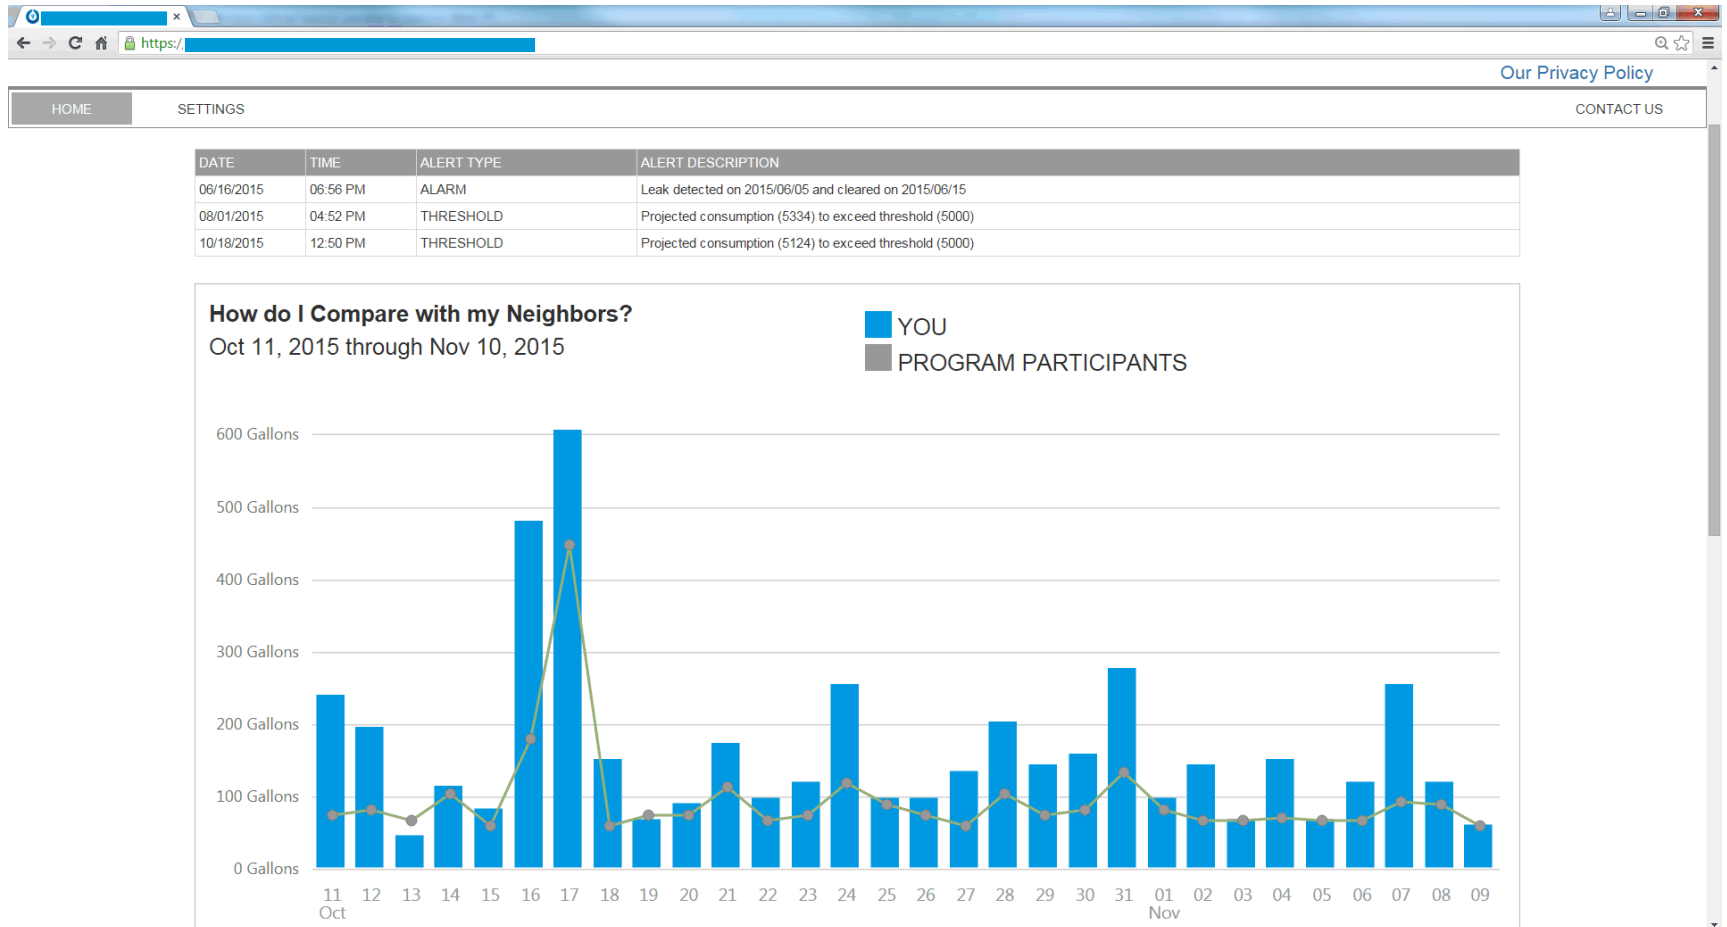 https:/
Our Privacy Policy
HOME SETTINGS CONTACT US
DATE TIME ALERT TYPE ALERT DESCRIPTION
06/16/2015 06:56 PM ALARM Leak detected on 2015/06/05 and cleared on 2015/06/15
08/01/2015 04:52 PM THRESHOLD Projected consumption (5334) to exceed threshold (5000)
10/18/2015 12:50 PM THRESHOLD Projected consumption (5124) to exceed threshold (5000)
How do I Compare with my Neighbors?
Oct 11, 2015 through Nov 10, 2015
YOU
PROGRAM PARTICIPANTS
600 Gallons
500 Gallons
400 Gallons
300 Gallons
200 Gallons
100 Gallons
0 Gallons
11 12 13 14 15 16 17 18 19 20 21 22 23 24 25 26 27 28 29 30 31 01 02 03 04 05 06 07 08 09
Oct Nov